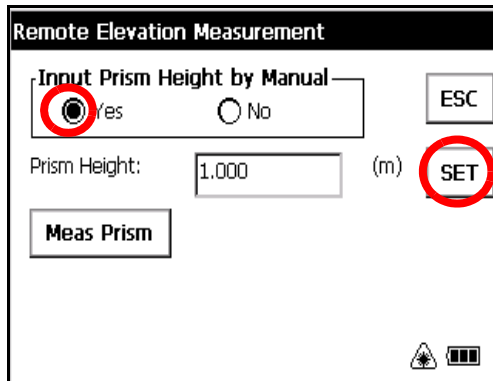 Remote Elevation Measurement
Input Prism Height by Manual
Yes No
ESC
Prism Height: 1.000 (m)
SET
Meas Prism